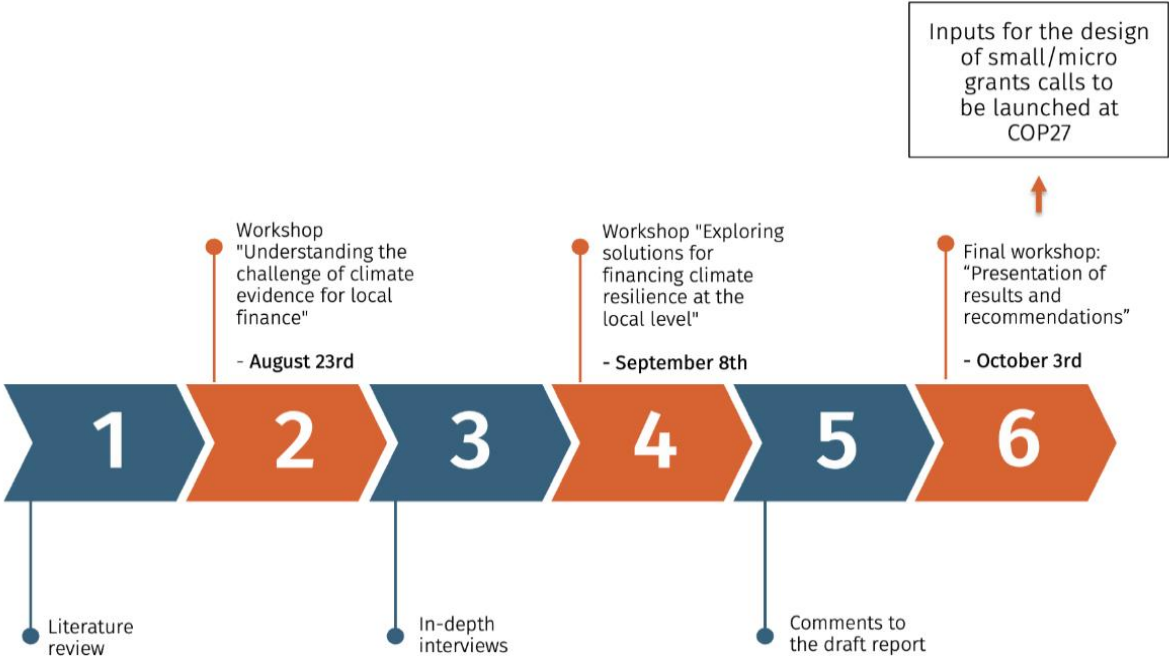 Inputs for the design
of small/micro
grants calls to
be launched at
COP27
Workshop
"Understanding the
challenge of climate
evidence for local
finance"
- August 23rd
Workshop "Exploring
solutions for
financing climate
resilience at the
local level"
- September 8th
Final workshop:
“Presentation of
results and
recommendations”
- October 3rd
1
2
3
4
5
6
Literature
review
In-depth
interviews
Comments to
the draft report